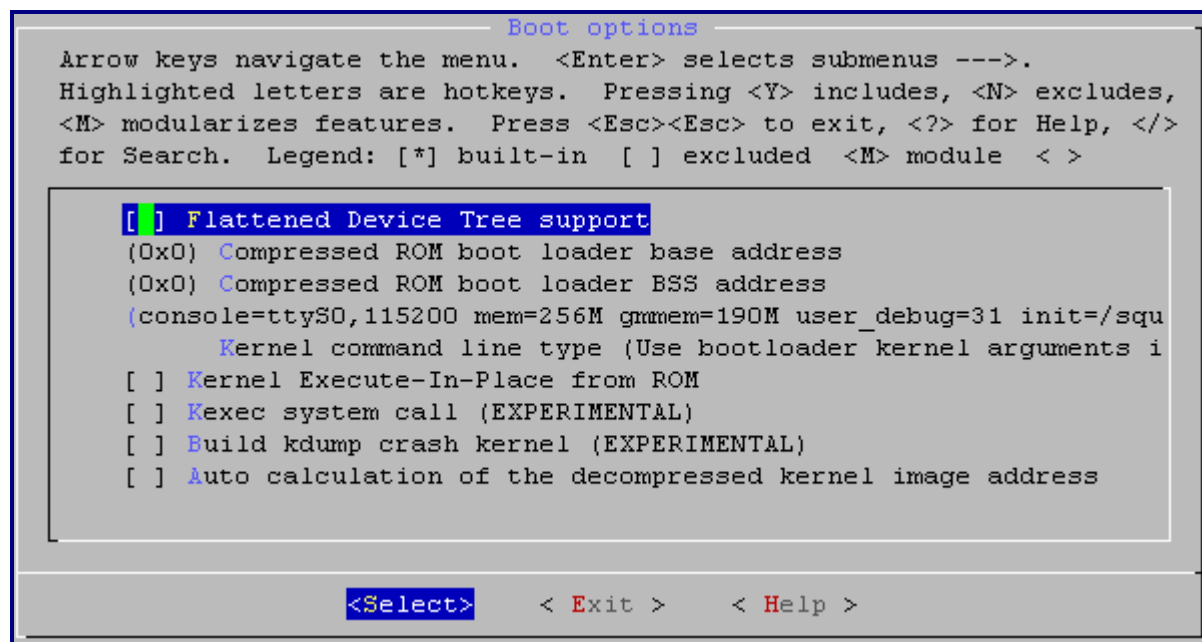 Boot options
Arrow keys navigate the menu.  <Enter> selects submenus --->.
Highlighted letters are hotkeys.  Pressing <Y> includes, <N> excludes,
<M> modularizes features.  Press <Esc><Esc> to exit, <?> for Help, </>
for Search.  Legend: [*] built-in  [ ] excluded  <M> module  < >
[ ] Flattened Device Tree support
(0x0) Compressed ROM boot loader base address
(0x0) Compressed ROM boot loader BSS address
(console=ttyS0,115200 mem=256M gmmem=190M user_debug=31 init=/squ
Kernel command line type (Use bootloader kernel arguments i
[ ] Kernel Execute-In-Place from ROM
[ ] Kexec system call (EXPERIMENTAL)
[ ] Build kdump crash kernel (EXPERIMENTAL)
[ ] Auto calculation of the decompressed kernel image address
<Select>    < Exit >    < Help >